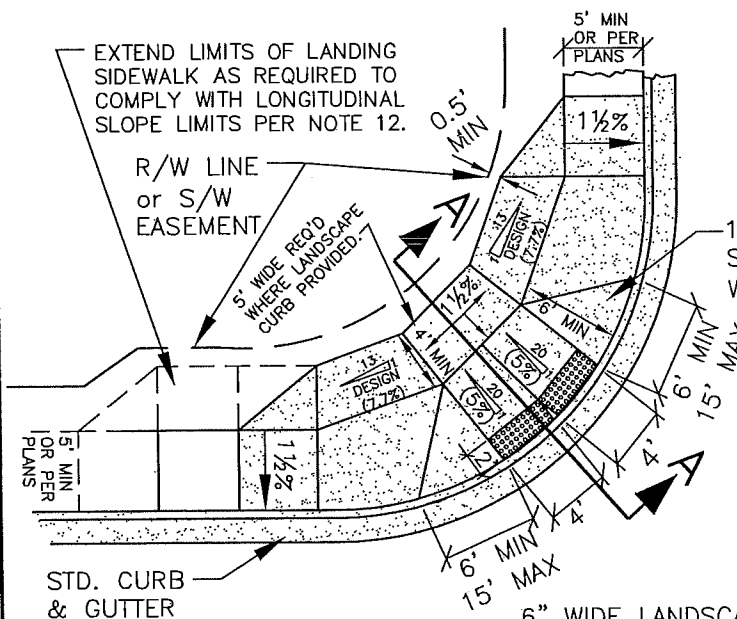 5' MIN
OR PER
PLANS
EXTEND LIMITS OF LANDING
SIDEWALK AS REQUIRED TO
COMPLY WITH LONGITUDINAL
SLOPE LIMITS PER NOTE 12.
0.5'
MIN
1½%
R/W LINE
or S/W
EASEMENT
A
13
1
DESIGN
(7.7%)
5' WIDE REQ'D
WHERE LANDSCAPE
CURB PROVIDED.
1½%
1
S
W
6' MIN
4' MIN
20
(5%)
20
(5%)
13
DESIGN
(7.7%)
6' MIN
15' MAX
5' MIN
OR PER
PLANS
1½%
2'
4'
4'
A
6' MIN
15' MAX
STD. CURB
& GUTTER
6" WIDE LANDSCA